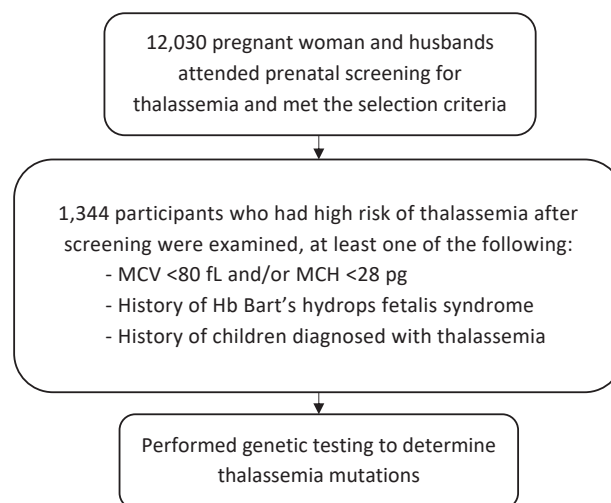 12,030 pregnant woman and husbands
attended prenatal screening for
thalassemia and met the selection criteria
1,344 participants who had high risk of thalassemia after
screening were examined, at least one of the following:
- MCV <80 fL and/or MCH <28 pg
- History of Hb Bart’s hydrops fetalis syndrome
- History of children diagnosed with thalassemia
Performed genetic testing to determine
thalassemia mutations